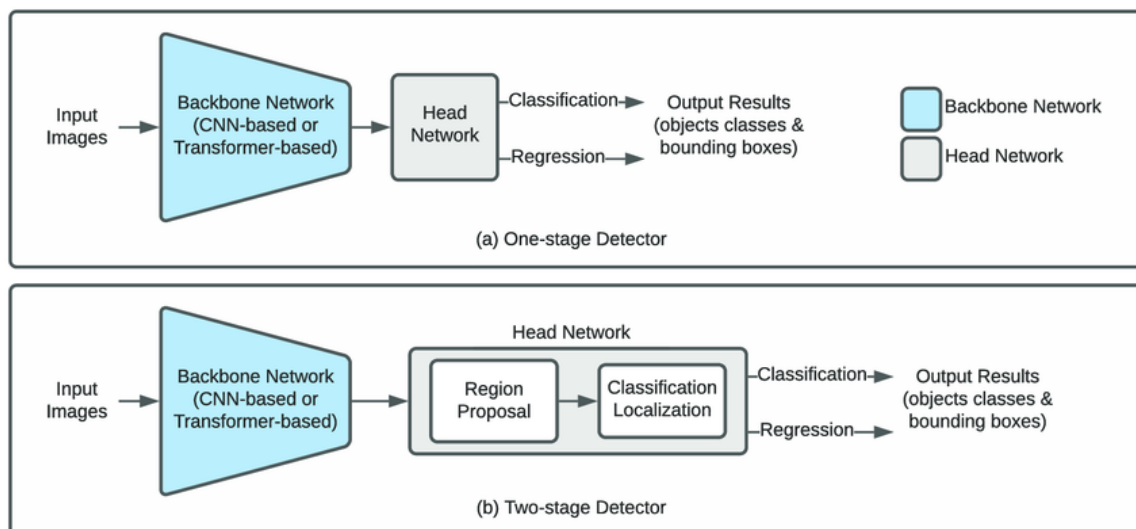 Input
Images
Backbone Network
(CNN-based or
Transformer-based)
Head
Network
Classification
Regression
Output Results
(objects classes &
bounding boxes)
Backbone Network
Head Network
(a) One-stage Detector
Input
Images
Backbone Network
(CNN-based or
Transformer-based)
Head Network
Region
Proposal
Classification
Localization
Classification
Regression
Output Results
(objects classes &
bounding boxes)
(b) Two-stage Detector